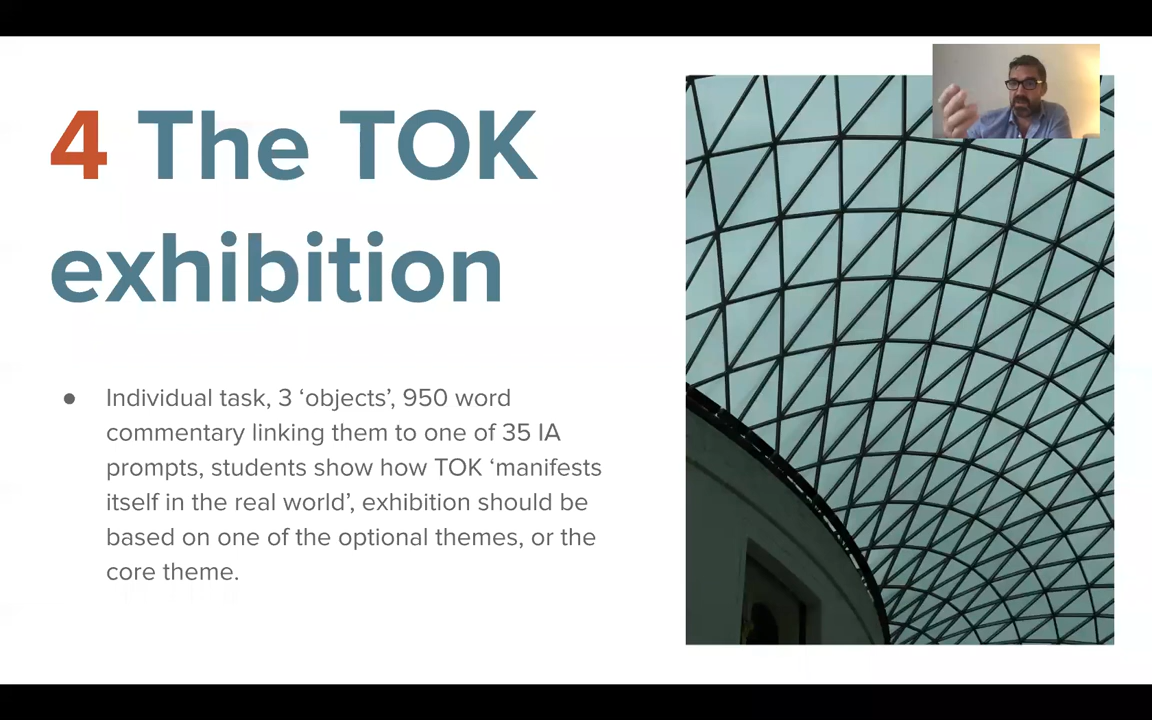 4 The TOK
exhibition
● Individual task, 3 ‘objects’, 950 word
commentary linking them to one of 35 IA
prompts, students show how TOK ‘manifests
itself in the real world’, exhibition should be
based on one of the optional themes, or the
core theme.